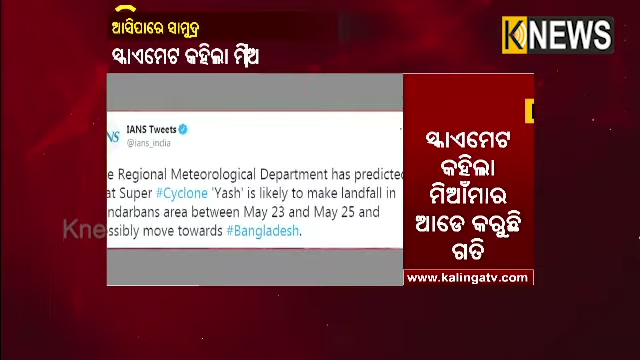 ଆସିପାରେ ସାମୁଦ୍ର
ସ୍କାଏମେଟ କହିଲା
KNEWS
NS IANS Tweets
@ians_india
e Regional Meteorological Department has predicted
at Super #Cyclone 'Yash' is likely to make landfall in
ndarbans area between May 23 and May 25 and
ssibly move towards #Bangladesh.
ସ୍କାଏମେଟ
କହିଲା
ମିଆଁମାର
ଆଡେ କରୁଛି
ଗତି
www.kalingatv.com